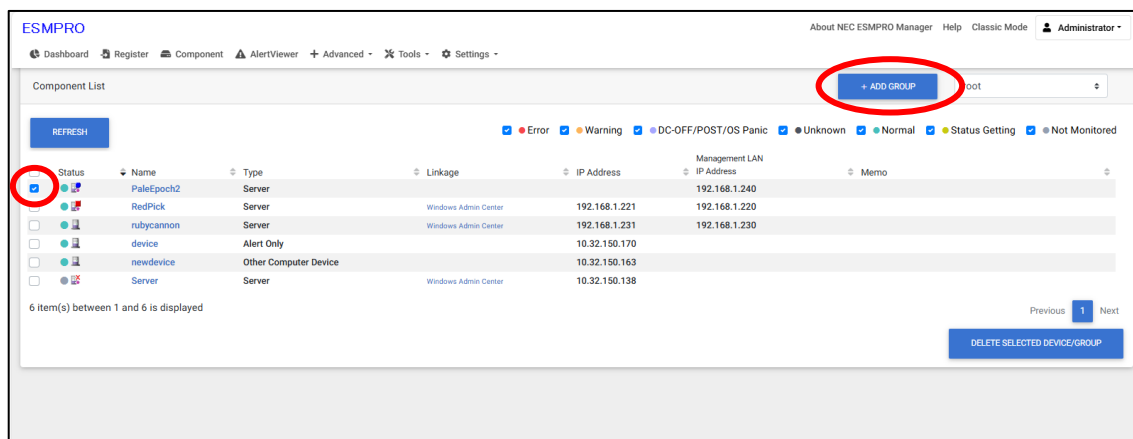 ESMPRO
About NEC ESMPRO Manager Help Classic Mode Administrator
Dashboard Register Component AlertViewer + Advanced Tools Settings
Component List
+ ADD GROUP
REFRESH
Error Warning DC-OFF/POST/OS Panic Unknown Normal Status Getting Not Monitored
Status Name Type Linkage IP Address Management LAN IP Address Memo
PaleEpoch2 Server 192.168.1.240
RedPick Server Windows Admin Center 192.168.1.221 192.168.1.220
rubycannon Server Windows Admin Center 192.168.1.231 192.168.1.230
device Alert Only 10.32.150.170
newdevice Other Computer Device 10.32.150.163
Server Server Windows Admin Center 10.32.150.138
6 item(s) between 1 and 6 is displayed
Previous 1 Next
DELETE SELECTED DEVICE/GROUP